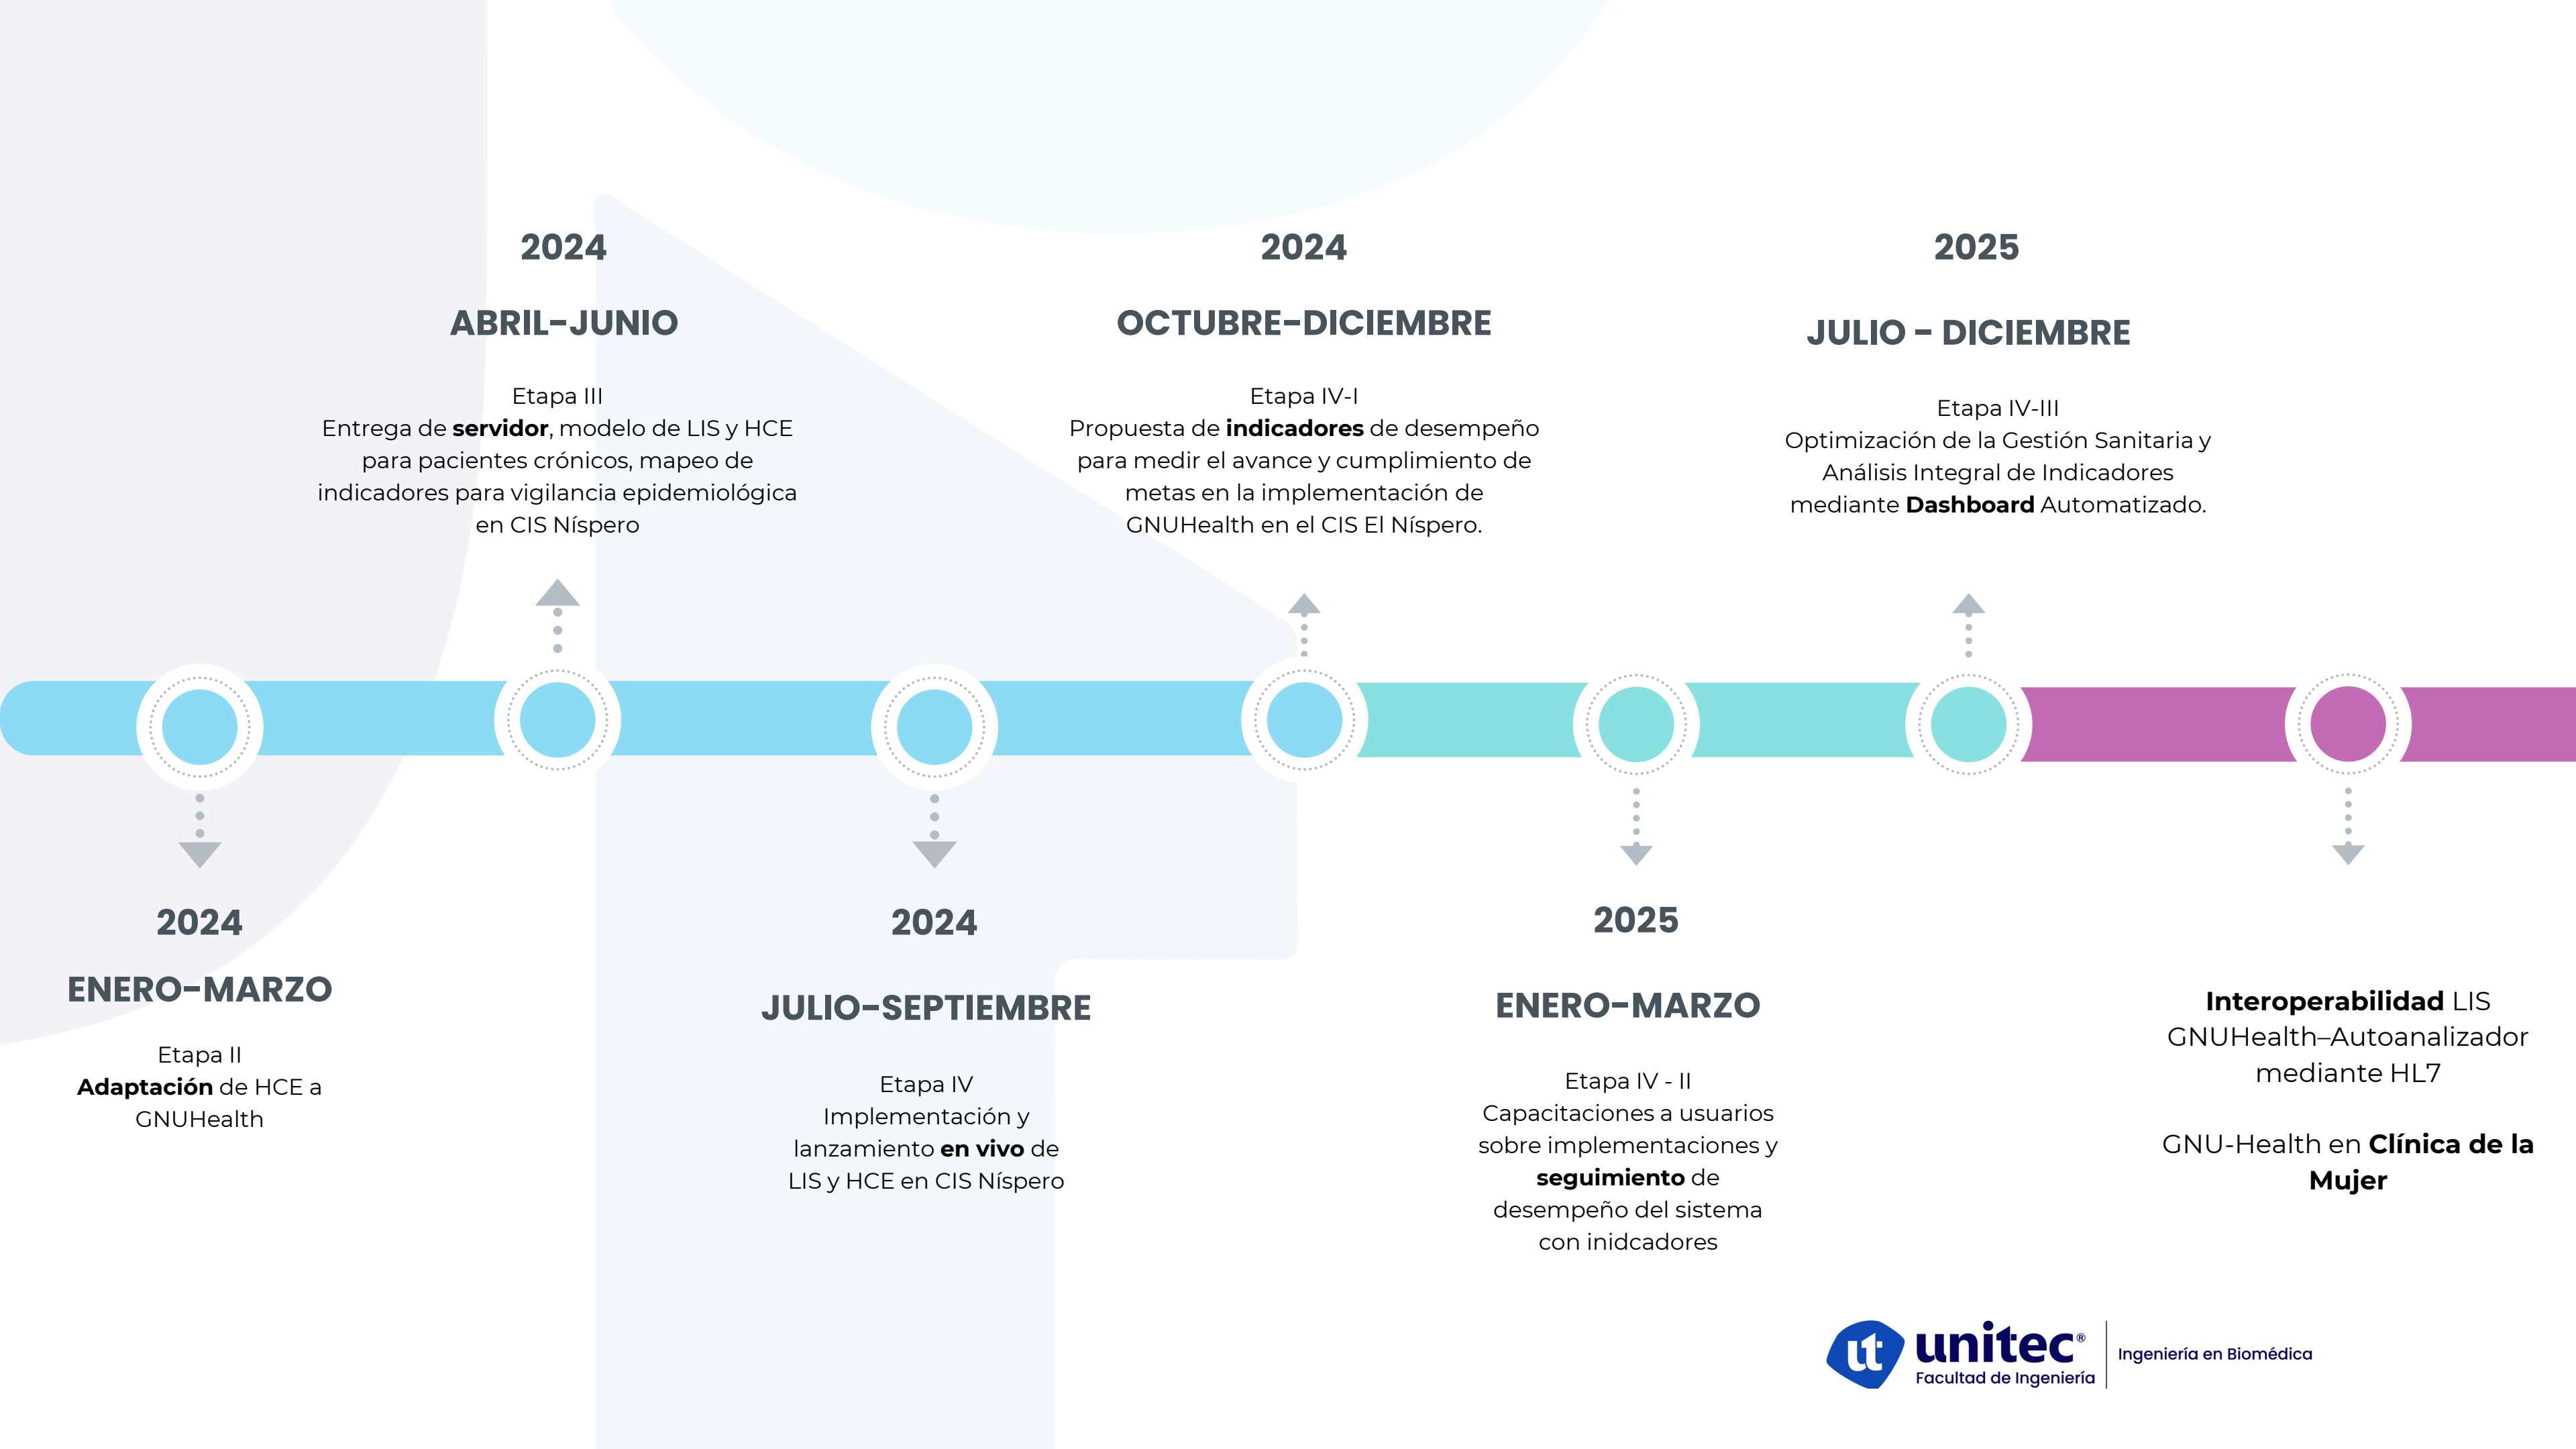 2024
ABRIL-JUNIO
Etapa III
Entrega de servidor, modelo de LIS y HCE
para pacientes crónicos, mapeo de
indicadores para vigilancia epidemiológica
en CIS Níspero
2024
OCTUBRE-DICIEMBRE
Etapa IV-I
Propuesta de indicadores de desempeño
para medir el avance y cumplimiento de
metas en la implementación de
GNUHealth en el CIS El Níspero.
2025
JULIO - DICIEMBRE
Etapa IV-III
Optimización de la Gestión Sanitaria y
Análisis Integral de Indicadores
mediante Dashboard Automatizado.
2024
ENERO-MARZO
Etapa II
Adaptación de HCE a
GNUHealth
2024
JULIO-SEPTIEMBRE
Etapa IV
Implementación y
lanzamiento en vivo de
LIS y HCE en CIS Níspero
2025
ENERO-MARZO
Etapa IV - II
Capacitaciones a usuarios
sobre implementaciones y
seguimiento de
desempeño del sistema
con inidcadores
Interoperabilidad LIS
GNUHealth–Autoanalizador
mediante HL7
GNU-Health en Clínica de la
Mujer
ut unitec®
Facultad de Ingeniería
Ingeniería en Biomédica